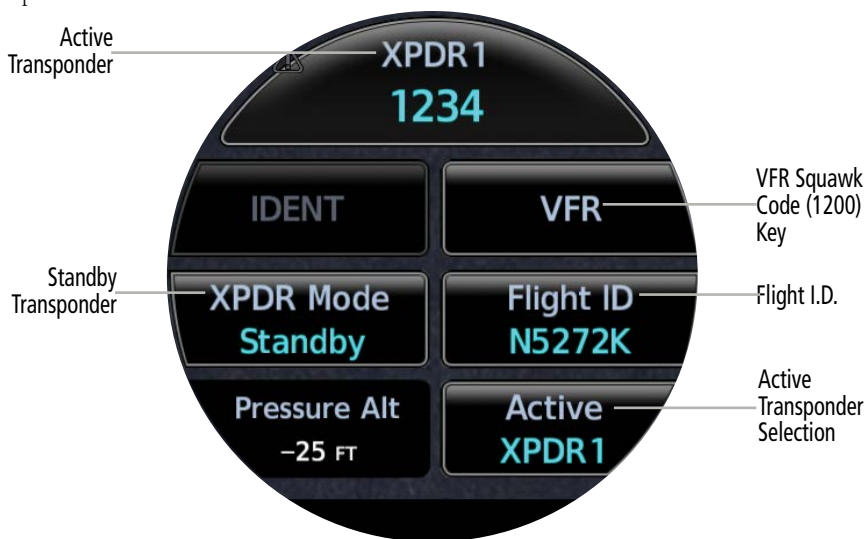 Active
Transponder
XPDR1
1234
IDENT
VFR
VFR Squawk
Code (1200)
Key
Standby
Transponder
XPDR Mode
Standby
Flight ID
N5272K
Flight I.D.
Pressure Alt
−25 FT
Active
XPDR1
Active
Transponder
Selection